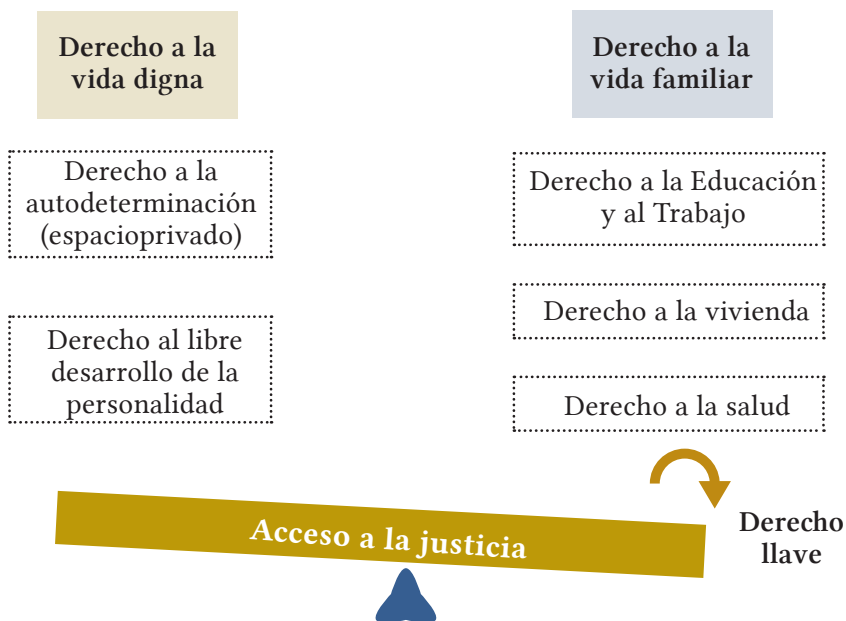 Derecho a la
vida digna
Derecho a la
vida familiar
Derecho a la
autodeterminación
(espacioprivado)
Derecho a la Educación
y al Trabajo
Derecho al libre
desarrollo de la
personalidad
Derecho a la vivienda
Derecho a la salud
Acceso a la justicia
Derecho
llave